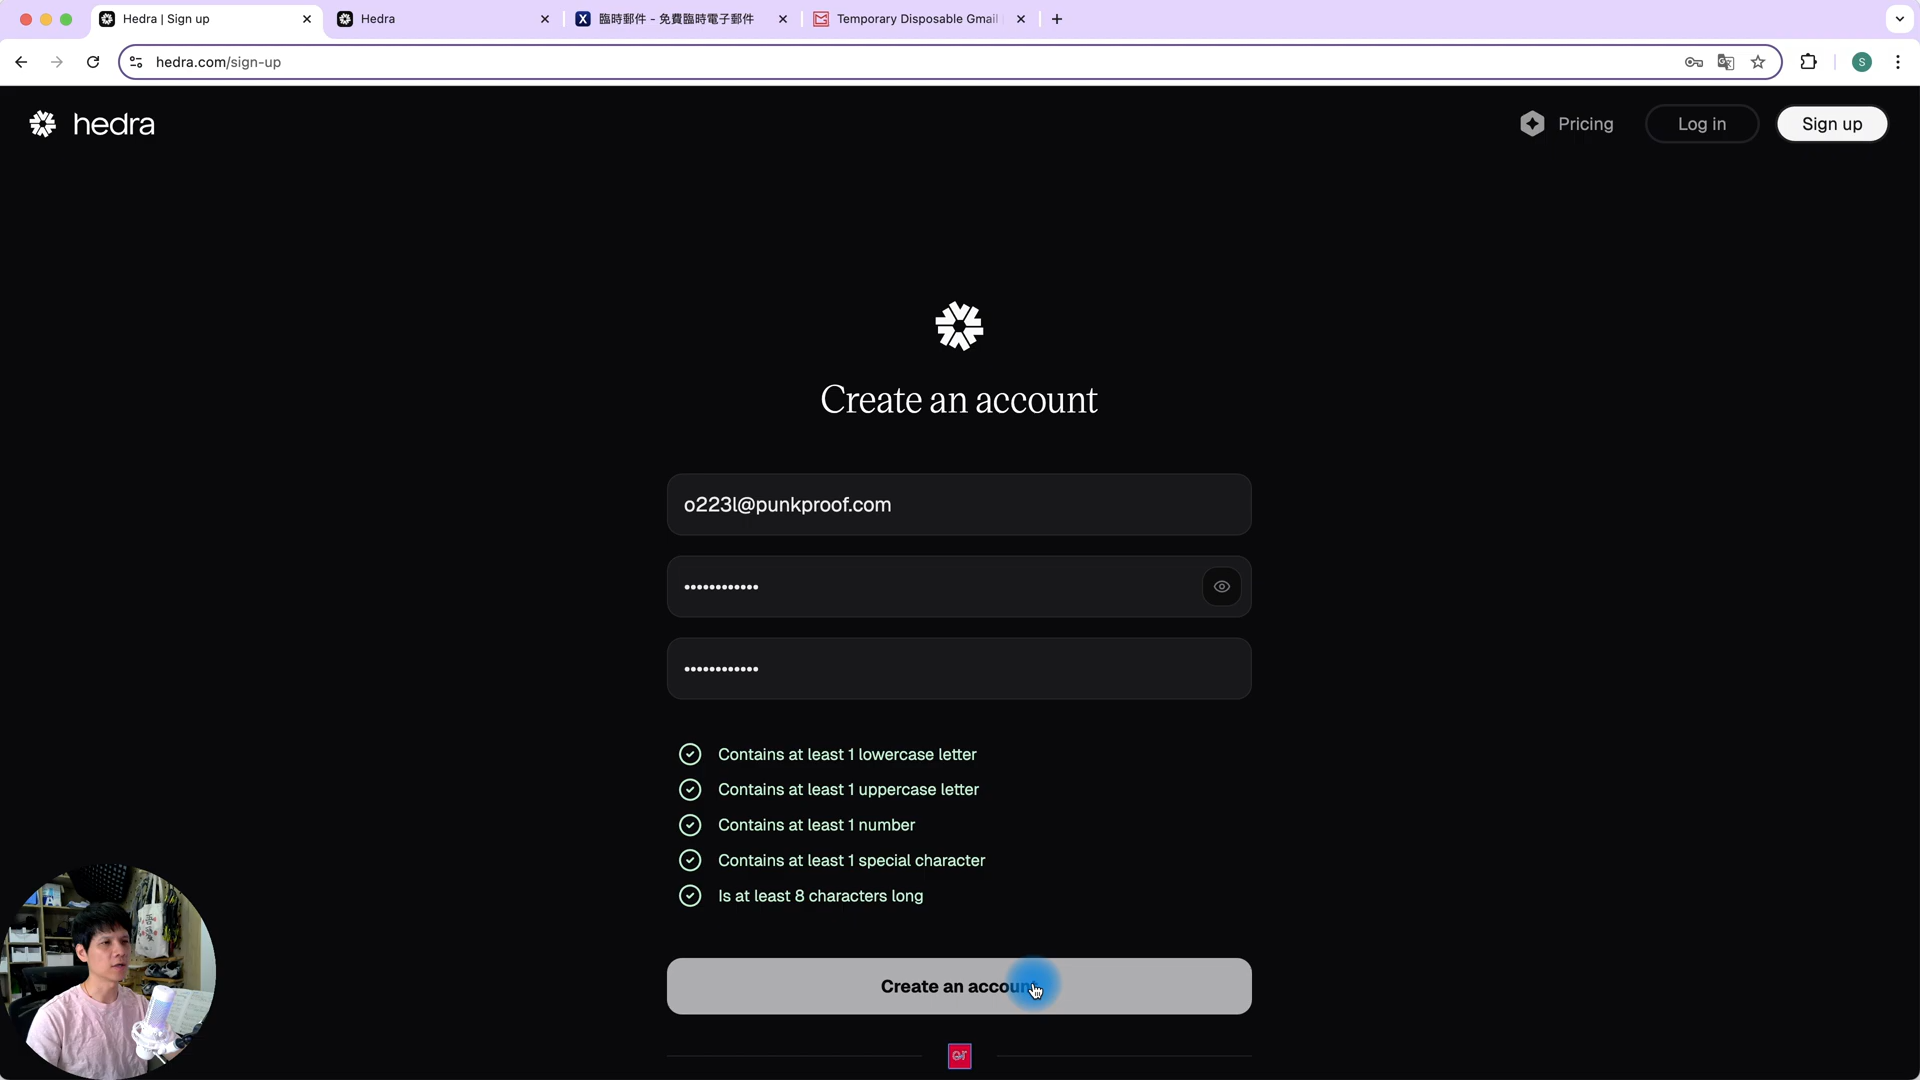 Hedra | Sign up
Hedra
臨時郵件 - 免費臨時電子郵件
Temporary Disposable Gmail
hedra.com/sign-up
S
hedra
Pricing
Log in
Sign up
Create an account
o223l@punkproof.com
••••••••••••
••••••••••••
Contains at least 1 lowercase letter
Contains at least 1 uppercase letter
Contains at least 1 number
Contains at least 1 special character
Is at least 8 characters long
Create an account